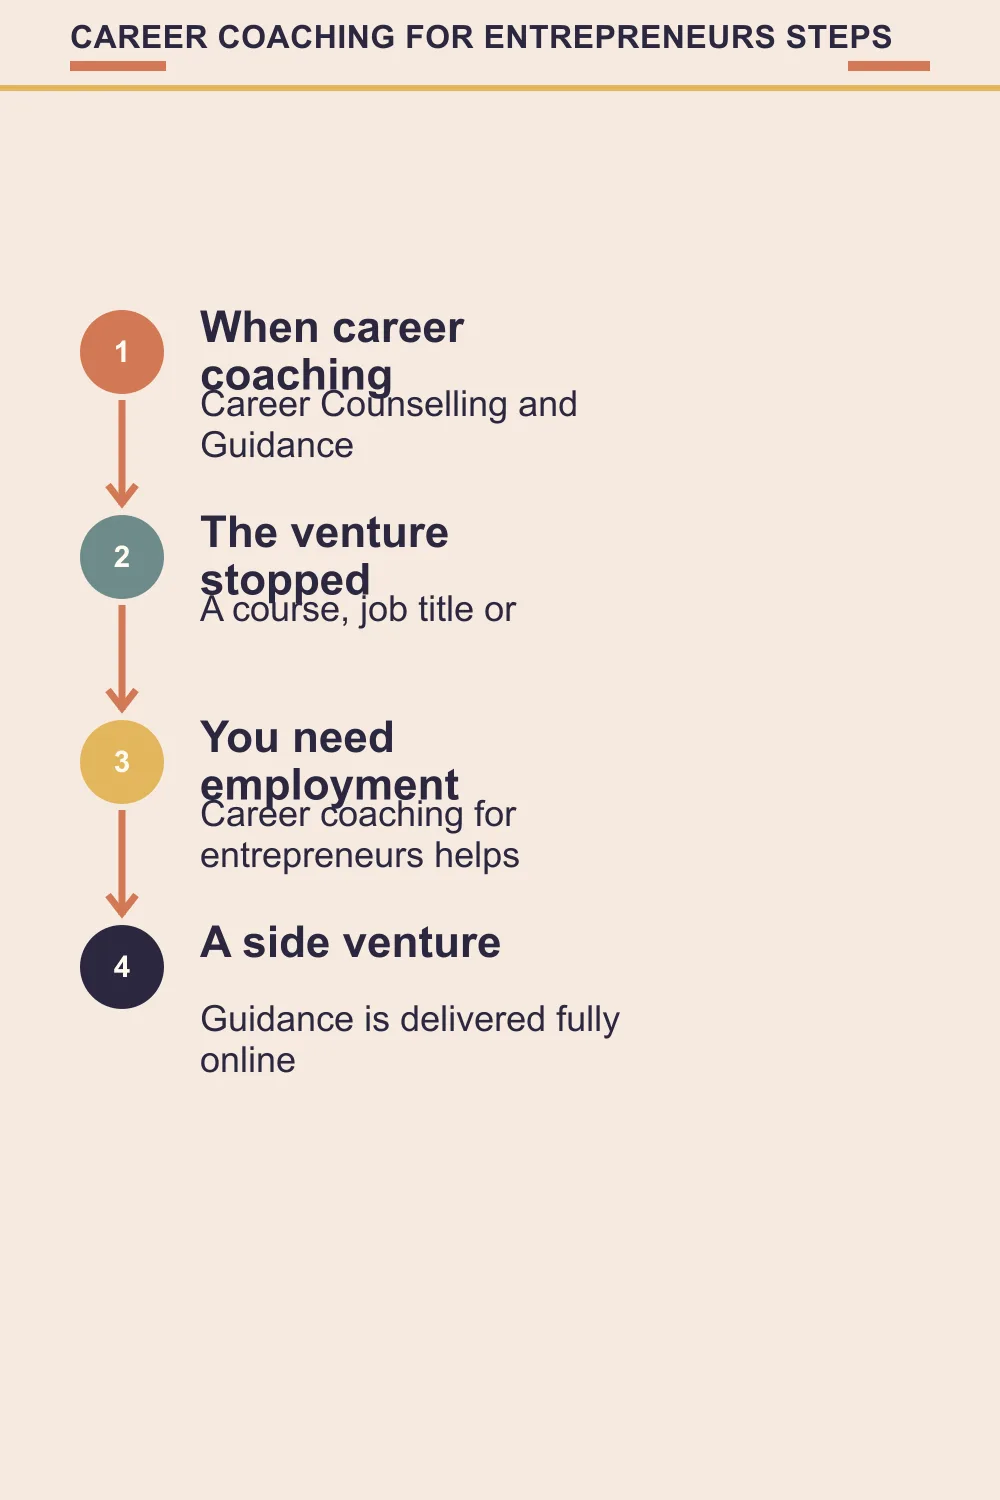 CAREER COACHING FOR ENTREPRENEURS STEPS
1
When career
coaching
Career Counselling and
Guidance
2
The venture
stopped
A course, job title or
3
You need
employment
Career coaching for
entrepreneurs helps
4
A side venture
Guidance is delivered fully
online